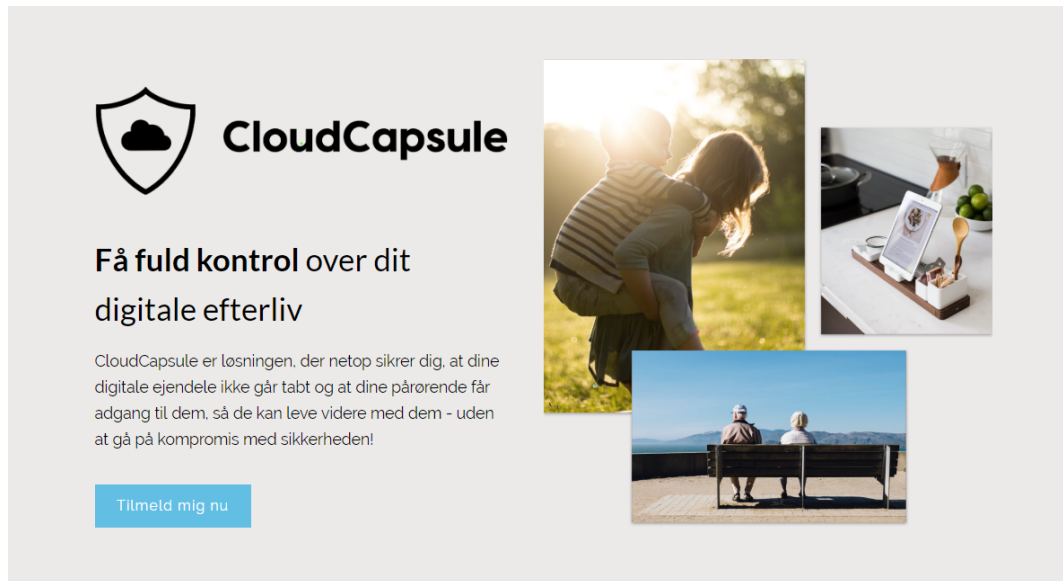 CloudCapsule
Få fuld kontrol over dit
digitale efterliv
CloudCapsule er løsningen, der netop sikrer dig, at dine
digitale ejendele ikke går tabt og at dine pårørende får
adgang til dem, så de kan leve videre med dem - uden
at gå på kompromis med sikkerheden!
Tilmeld mig nu